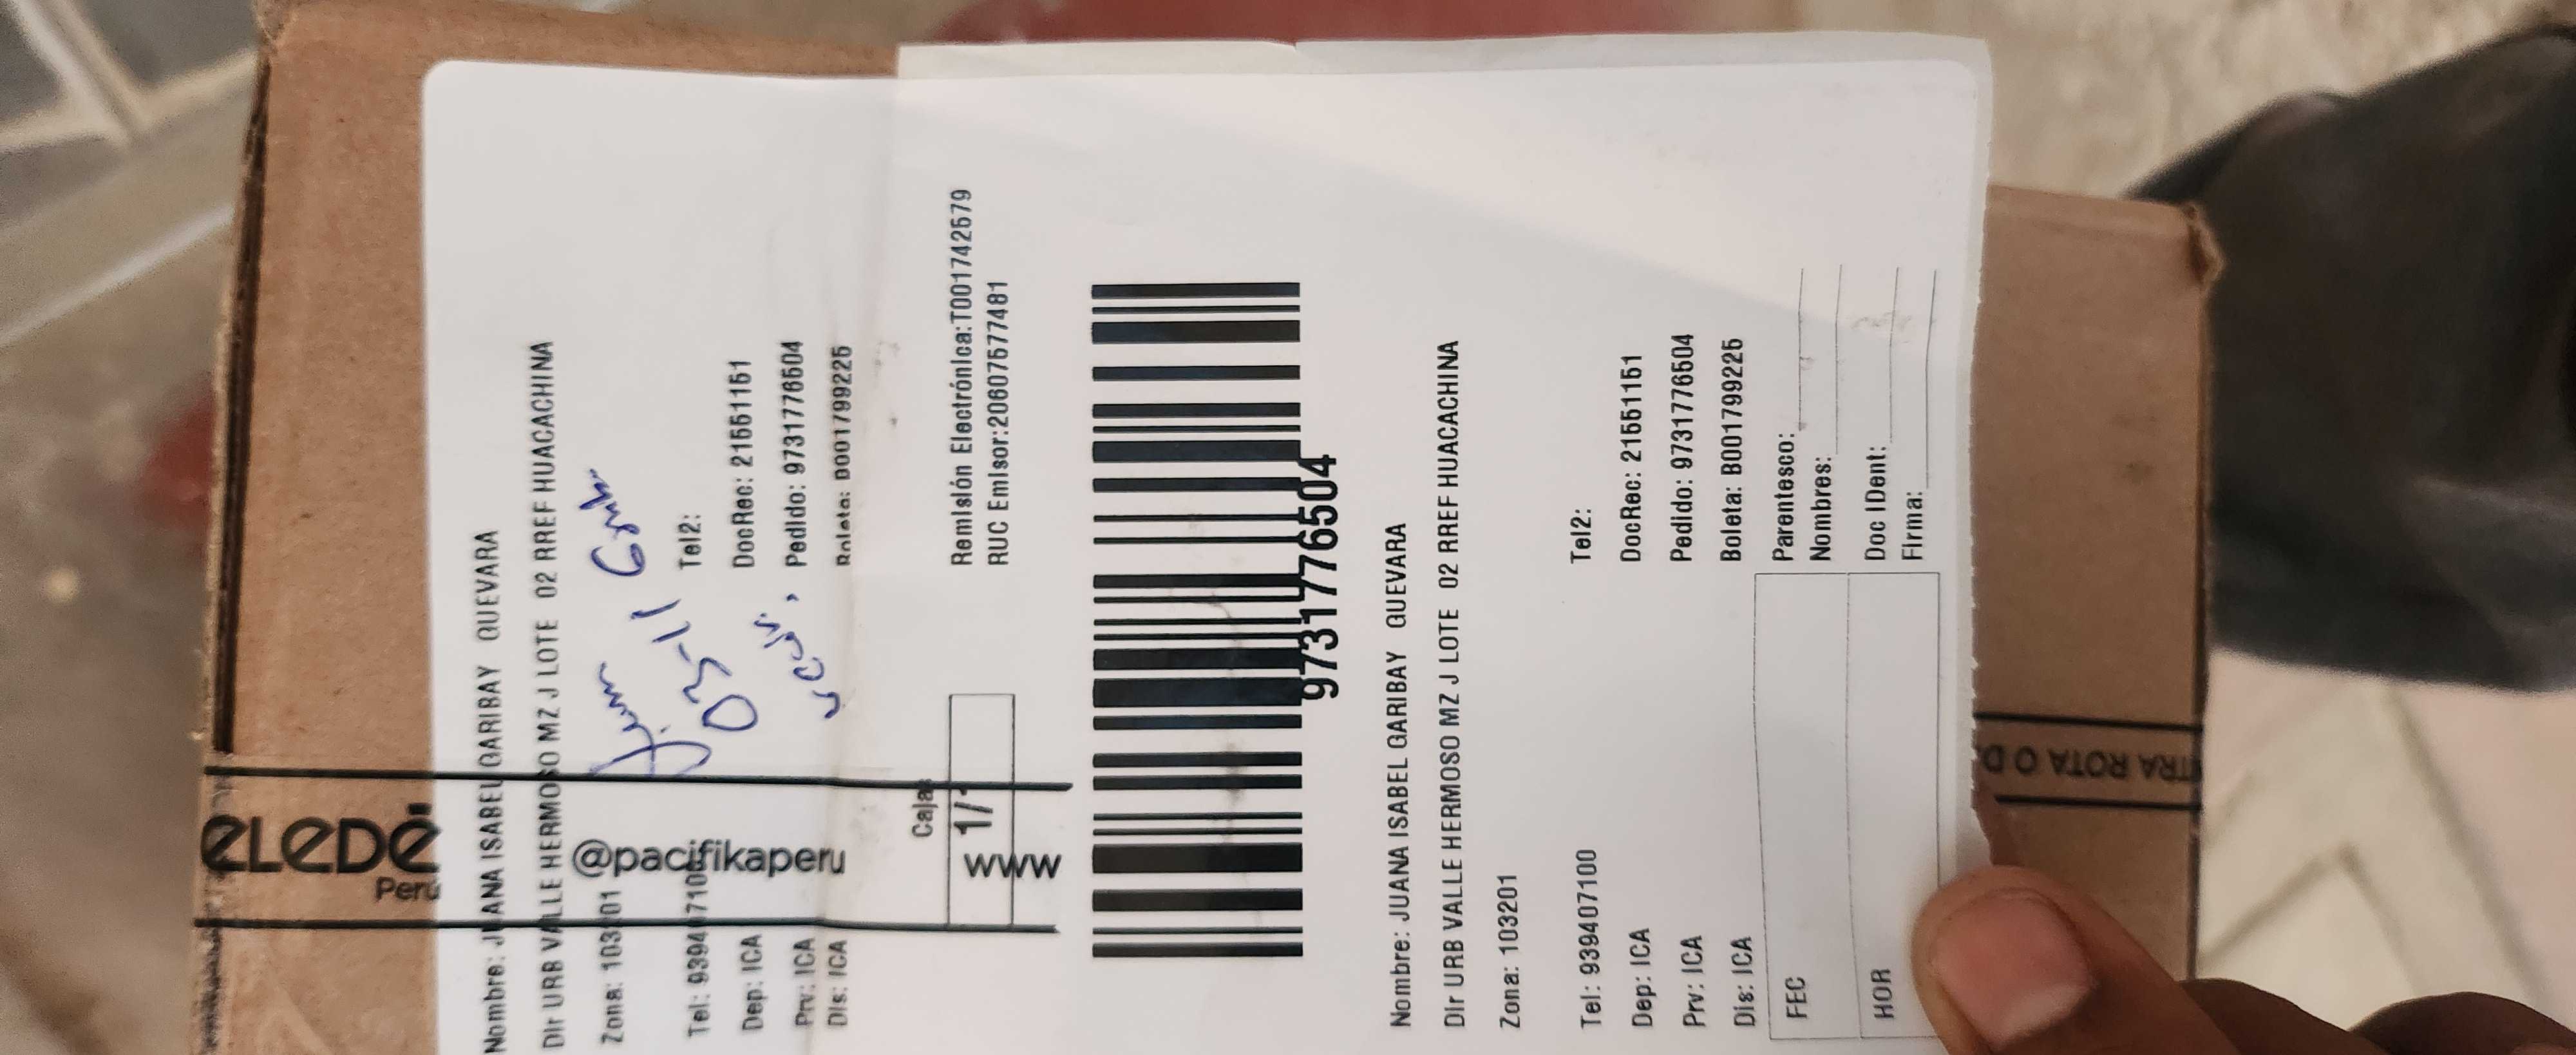 Nombre: JUANA ISABEL GARIBAY QUEVARA
Dir URB VALLE HERMOSO MZ J LOTE 02 RREF HUACACHINA
Zona: 103201
Tel: 939407100 Tel2:
03-11
Dep: ICA DocRec: 21551151
Prv: ICA Pedido: 9731776504
Dis: ICA Boleta: B001799225
eLeDé
Perú
@pacifikaperu
www
Caja
1/1
Remisión Electrónica:T001742579
RUC Emisor:20607577481
9731776504
Nombre: JUANA ISABEL GARIBAY QUEVARA
Dir URB VALLE HERMOSO MZ J LOTE 02 RREF HUACACHINA
Zona: 103201
Tel: 939407100 Tel2:
Dep: ICA DocRec: 21551151
Prv: ICA Pedido: 9731776504
Dis: ICA Boleta: B001799225
FEC Parentesco:
Nombres:
HOR Doc IDent:
Firma:
TRA ROTA O D